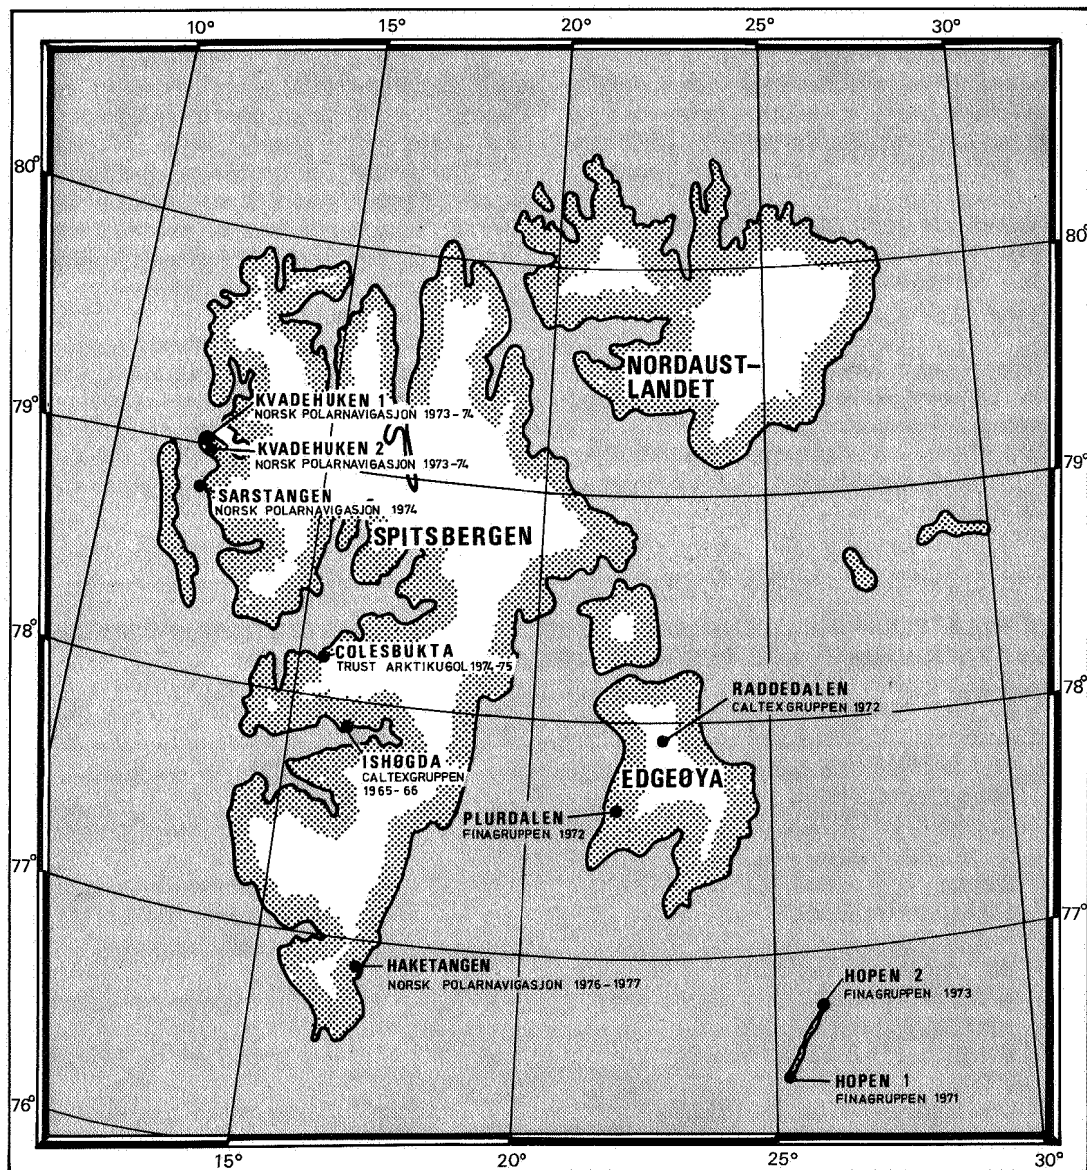 10° 15° 20° 25° 30°
80°
80°
NORDAUST-
LANDET
KVADEHUKEN 1
NORSK POLARNAVIGASJON 1973-74
79°
KVADEHUKEN 2
NORSK POLARNAVIGASJON 1973-74
79°
SARSTANGEN
NORSK POLARNAVIGASJON 1974
SPITSBERGEN
78°
COLESBUKTA
TRUST ARKTIKUGOL 1974-75
78°
RADDEDALEN
CALTEXGRUPPEN 1972
ISHØGDA
CALTEXGRUPPEN
1965-66
EDGEØYA
PLURDALEN
FINAGRUPPEN 1972
77°
77°
HAKETANGEN
NORSK POLARNAVIGASJON 1976-1977
HOPEN 2
FINAGRUPPEN 1973
HOPEN 1
FINAGRUPPEN 1971
76°
15° 20° 25° 30°